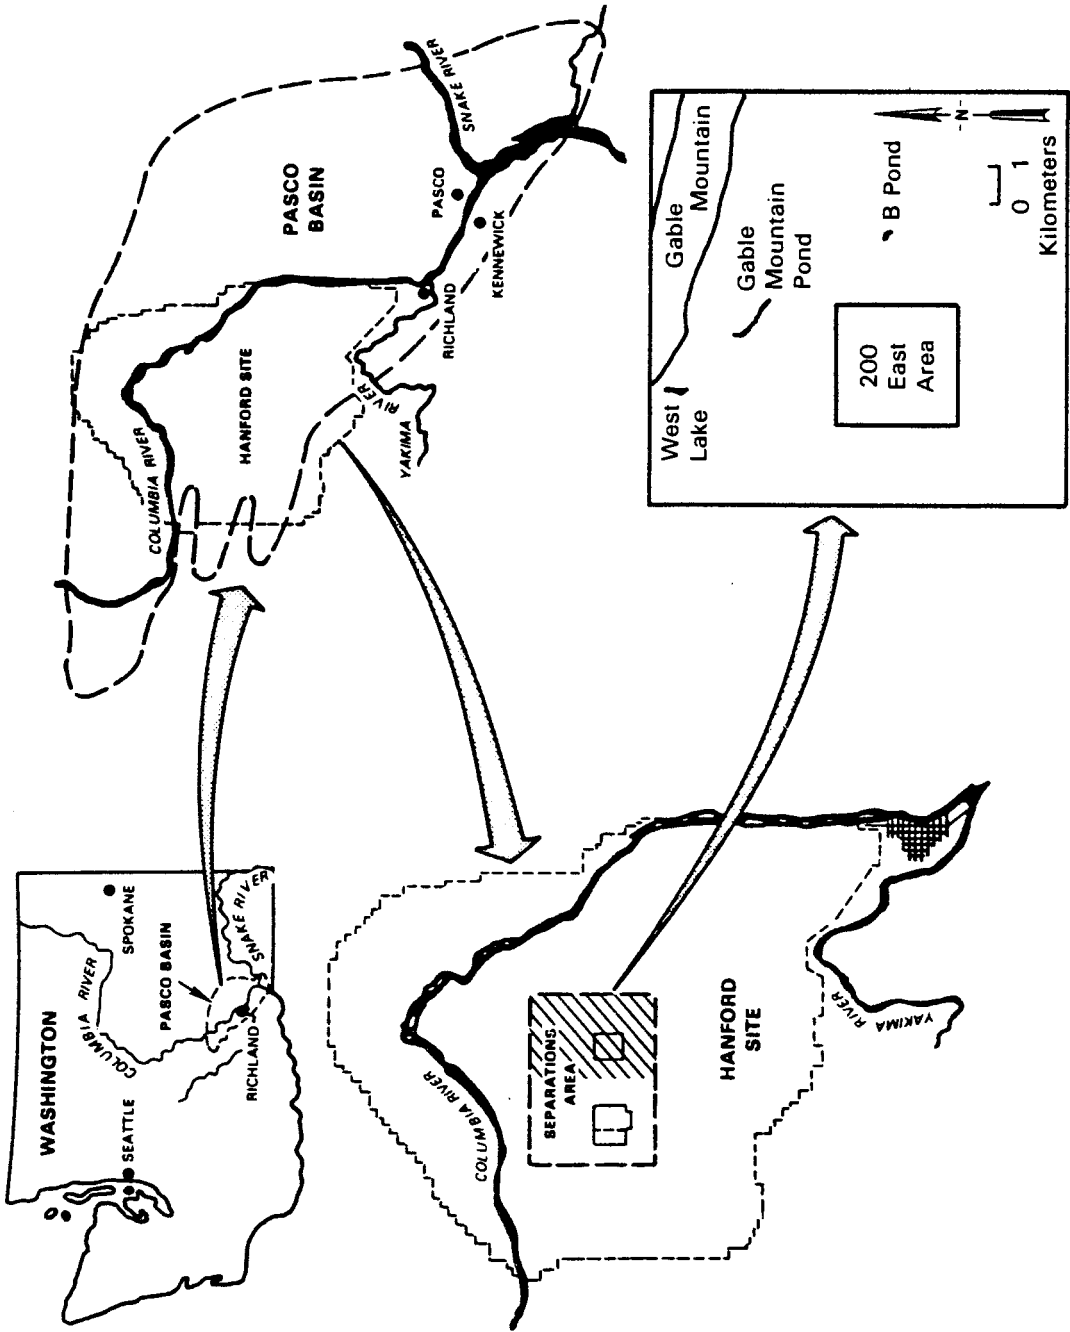 WASHINGTON
SEATTLE
SPOKANE
COLUMBIA RIVER
PASCO BASIN
RICHLAND
SNAKE RIVER
COLUMBIA RIVER
HANFORD SITE
PASCO
BASIN
SNAKE RIVER
PASCO
KENNEWICK
RICHLAND
YAKIMA
RIVER
COLUMBIA RIVER
SEPARATIONS
AREA
HANFORD
SITE
YAKIMA
RIVER
West
Lake
Gable
Mountain
Gable
Mountain
Pond
200
East
Area
B Pond
-N-
0 1
Kilometers